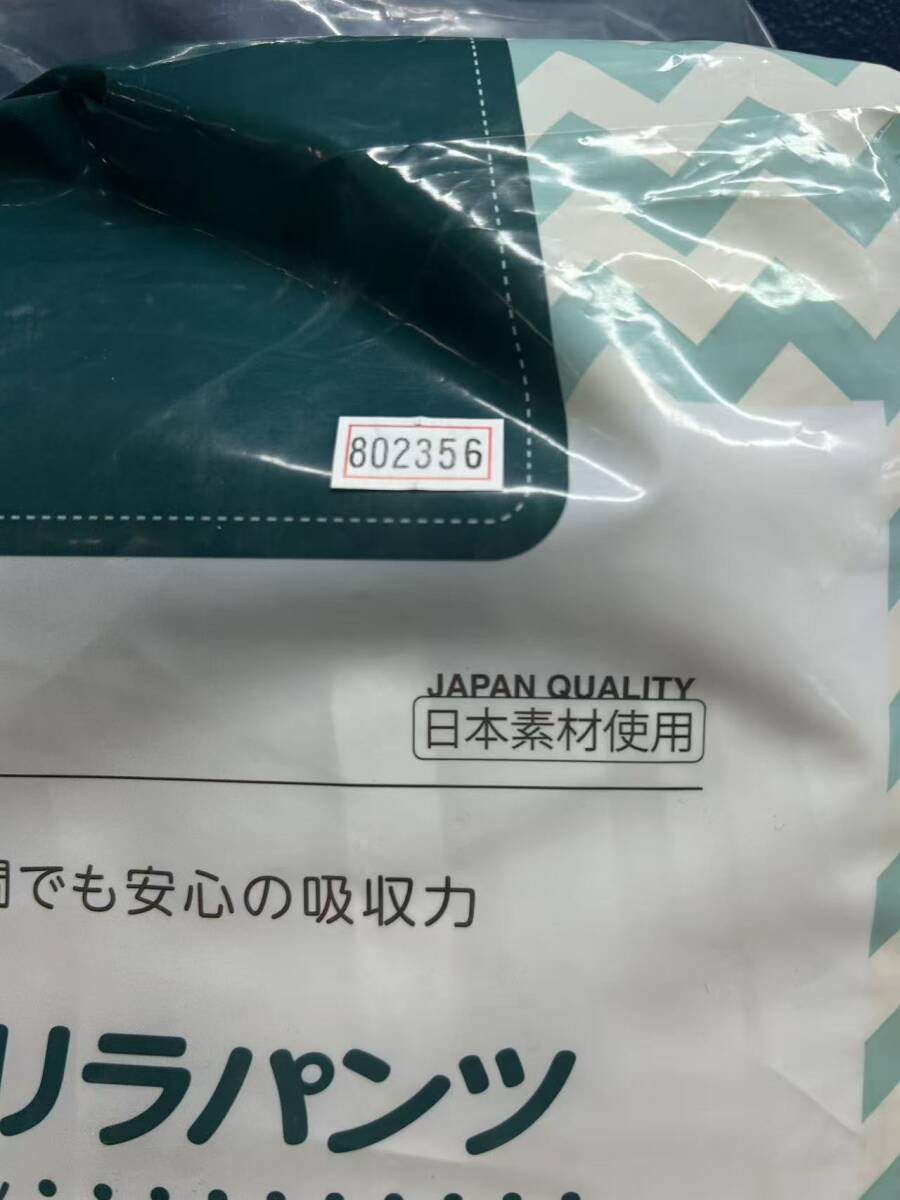 802356
JAPAN QUALITY
日本素材使用
間でも安心の吸収力
リラパンツ